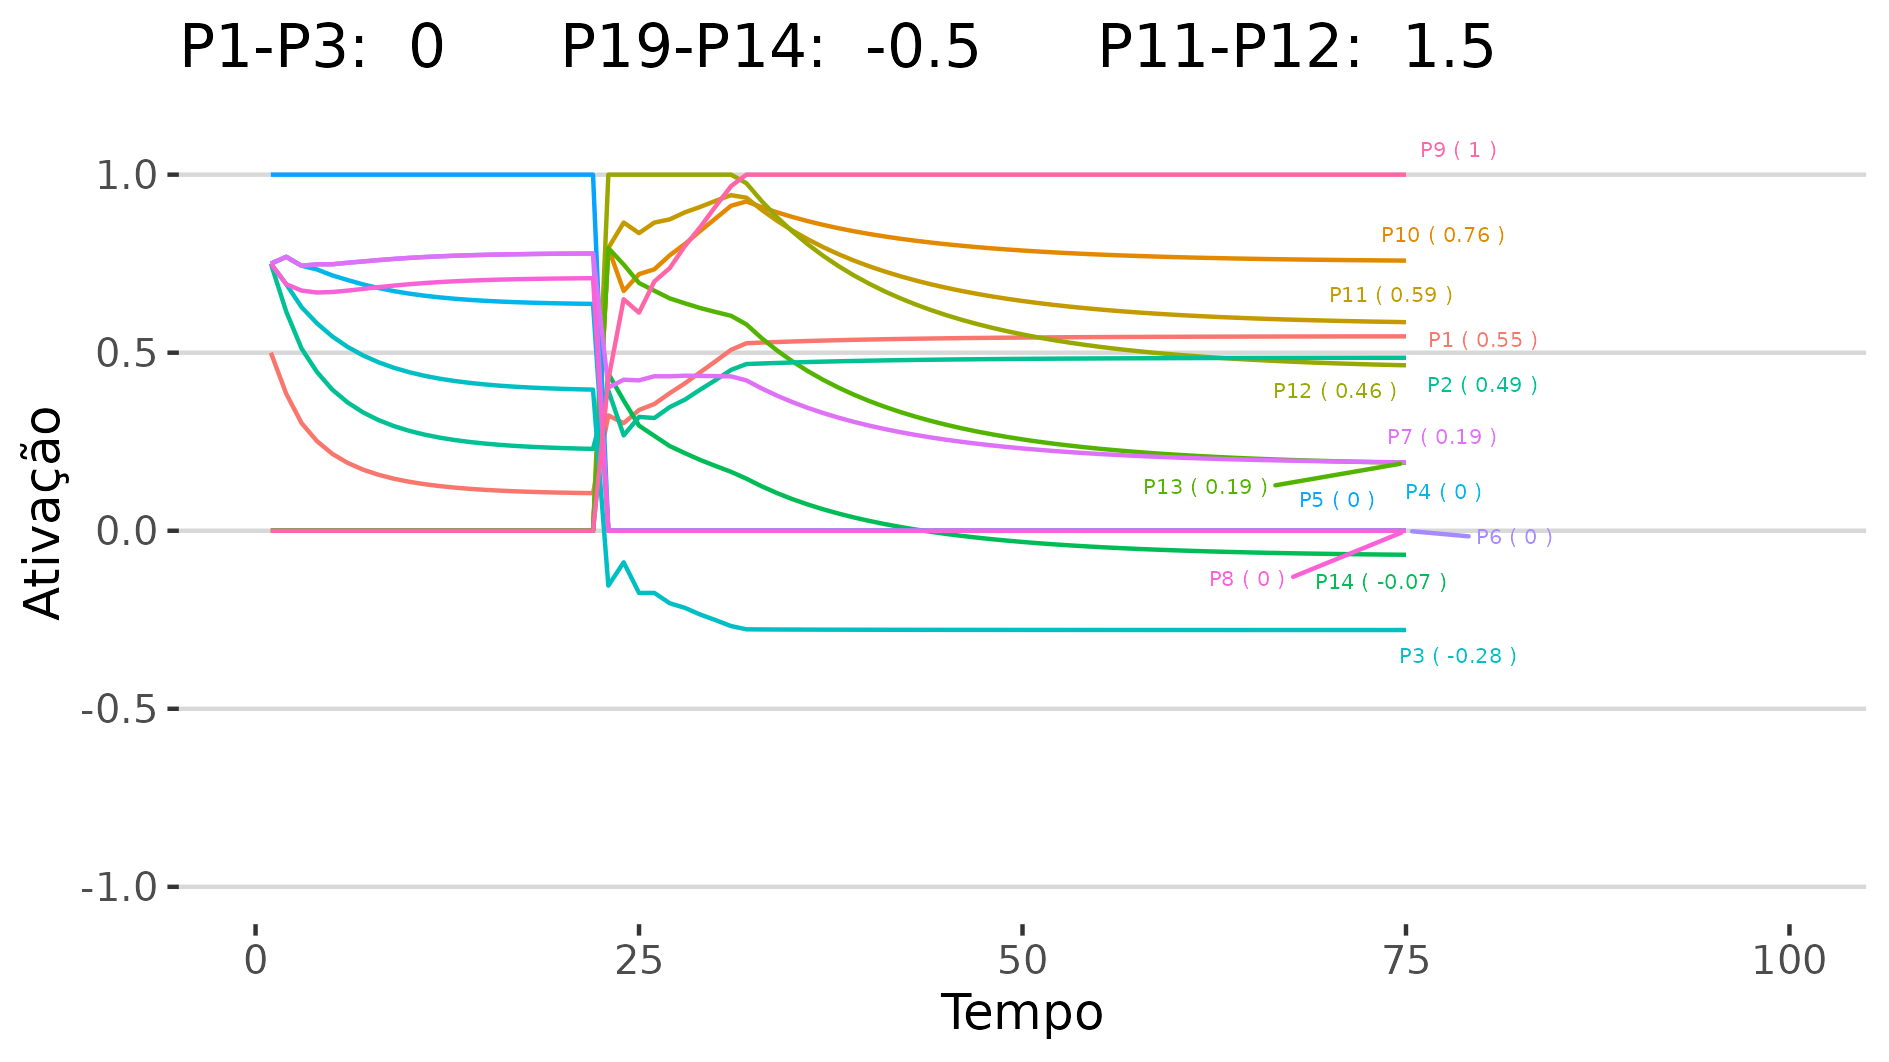 P1-P3:  0     P19-P14:  -0.5     P11-P12:  1.5
P9 ( 1 )
1.0
P10 ( 0.76 )
P11 ( 0.59 )
P1 ( 0.55 )
0.5
P2 ( 0.49 )
P12 ( 0.46 )
P7 ( 0.19 )
P13 ( 0.19 )
P5 ( 0 )
P4 ( 0 )
0.0
P6 ( 0 )
P8 ( 0 )
P14 ( -0.07 )
P3 ( -0.28 )
-0.5
-1.0
Ativação
0 25 50 75 100
Tempo